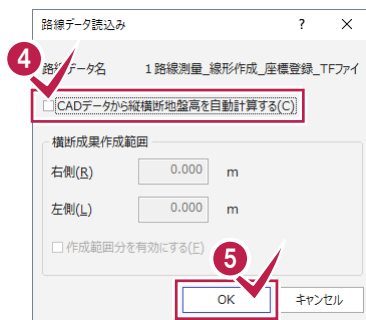 路線データ読込み ? ×
4
路線データ名 1路線測量_線形作成_座標登録_TFファイ
CADデータから縦横断地盤高を自動計算する(C)
横断成果作成範囲
右側(R) 0.000 m
左側(L) 0.000 m
作成範囲分を有効にする(E)
5
OK キャンセル